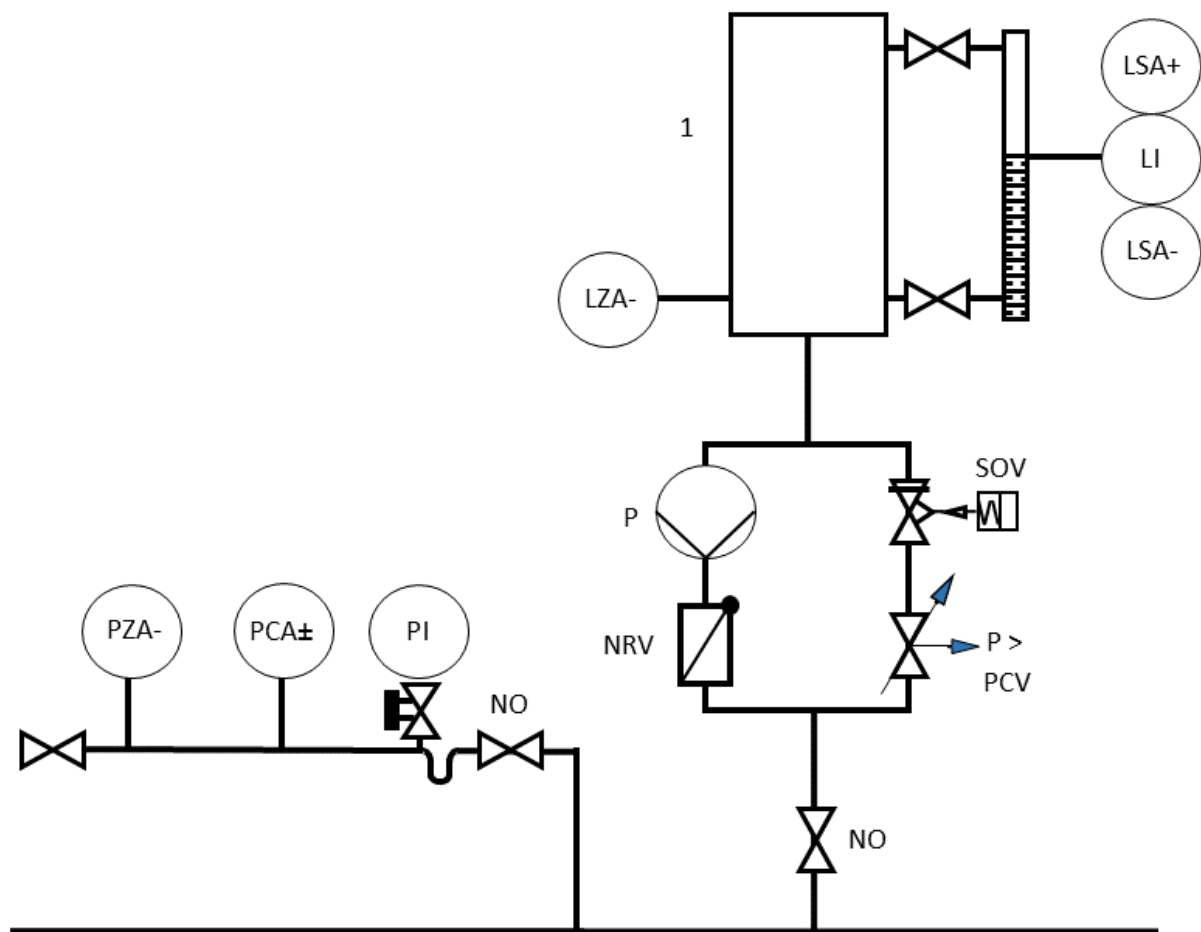 LSA+
1
LI
LSA-
LZA-
SOV
P
PZA-
PCA±
PI
NRV
P >
PCV
NO
NO